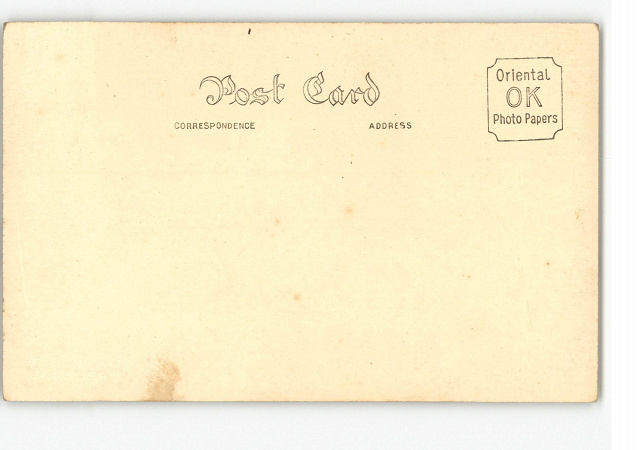 Post Card
CORRESPONDENCE
ADDRESS
Oriental
OK
Photo Papers